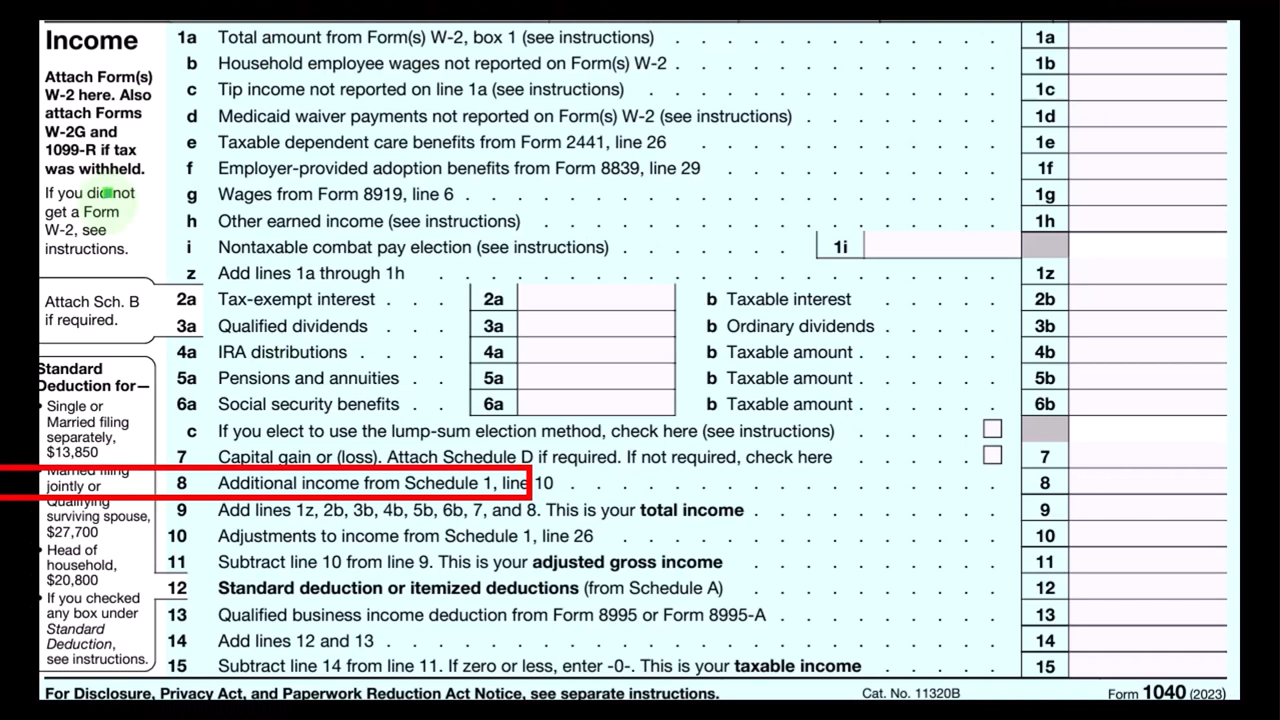 Income
Attach Form(s)
W-2 here. Also
attach Forms
W-2G and
1099-R if tax
was withheld.
If you did not
get a Form
W-2, see
instructions.
1a Total amount from Form(s) W-2, box 1 (see instructions) . . . . . . . . . . . . . 1a
b Household employee wages not reported on Form(s) W-2 . . . . . . . . . . . . . 1b
c Tip income not reported on line 1a (see instructions) . . . . . . . . . . . . . . 1c
d Medicaid waiver payments not reported on Form(s) W-2 (see instructions) . . . . . . . . 1d
e Taxable dependent care benefits from Form 2441, line 26 . . . . . . . . . . . . 1e
f Employer-provided adoption benefits from Form 8839, line 29 . . . . . . . . . . . 1f
g Wages from Form 8919, line 6 . . . . . . . . . . . . . . . . . . . . . 1g
h Other earned income (see instructions) . . . . . . . . . . . . . . . . . . 1h
i Nontaxable combat pay election (see instructions) . . . . . . . 1i
z Add lines 1a through 1h . . . . . . . . . . . . . . . . . . . . . . 1z
Attach Sch. B
if required.
2a Tax-exempt interest . . . 2a b Taxable interest . . . . . 2b
3a Qualified dividends . . . 3a b Ordinary dividends . . . . . 3b
4a IRA distributions . . . . 4a b Taxable amount . . . . . . 4b
5a Pensions and annuities . . 5a b Taxable amount . . . . . . 5b
6a Social security benefits . . 6a b Taxable amount . . . . . . 6b
c If you elect to use the lump-sum election method, check here (see instructions) . . . . .
7 Capital gain or (loss). Attach Schedule D if required. If not required, check here . . . . . 7
8 Additional income from Schedule 1, line 10 . . . . . . . . . . . . . . . . . 8
9 Add lines 1z, 2b, 3b, 4b, 5b, 6b, 7, and 8. This is your total income . . . . . . . . . 9
10 Adjustments to income from Schedule 1, line 26 . . . . . . . . . . . . . . . 10
11 Subtract line 10 from line 9. This is your adjusted gross income . . . . . . . . . . 11
12 Standard deduction or itemized deductions (from Schedule A) . . . . . . . . . . 12
13 Qualified business income deduction from Form 8995 or Form 8995-A . . . . . . . . . 13
14 Add lines 12 and 13 . . . . . . . . . . . . . . . . . . . . . . . . 14
15 Subtract line 14 from line 11. If zero or less, enter -0-. This is your taxable income . . . . . 15
Standard
Deduction for—
• Single or
Married filing
separately,
$13,850
Married filing
jointly or
Qualifying
surviving spouse,
$27,700
• Head of
household,
$20,800
• If you checked
any box under
Standard
Deduction,
see instructions.
For Disclosure, Privacy Act, and Paperwork Reduction Act Notice, see separate instructions. Cat. No. 11320B Form 1040 (2023)